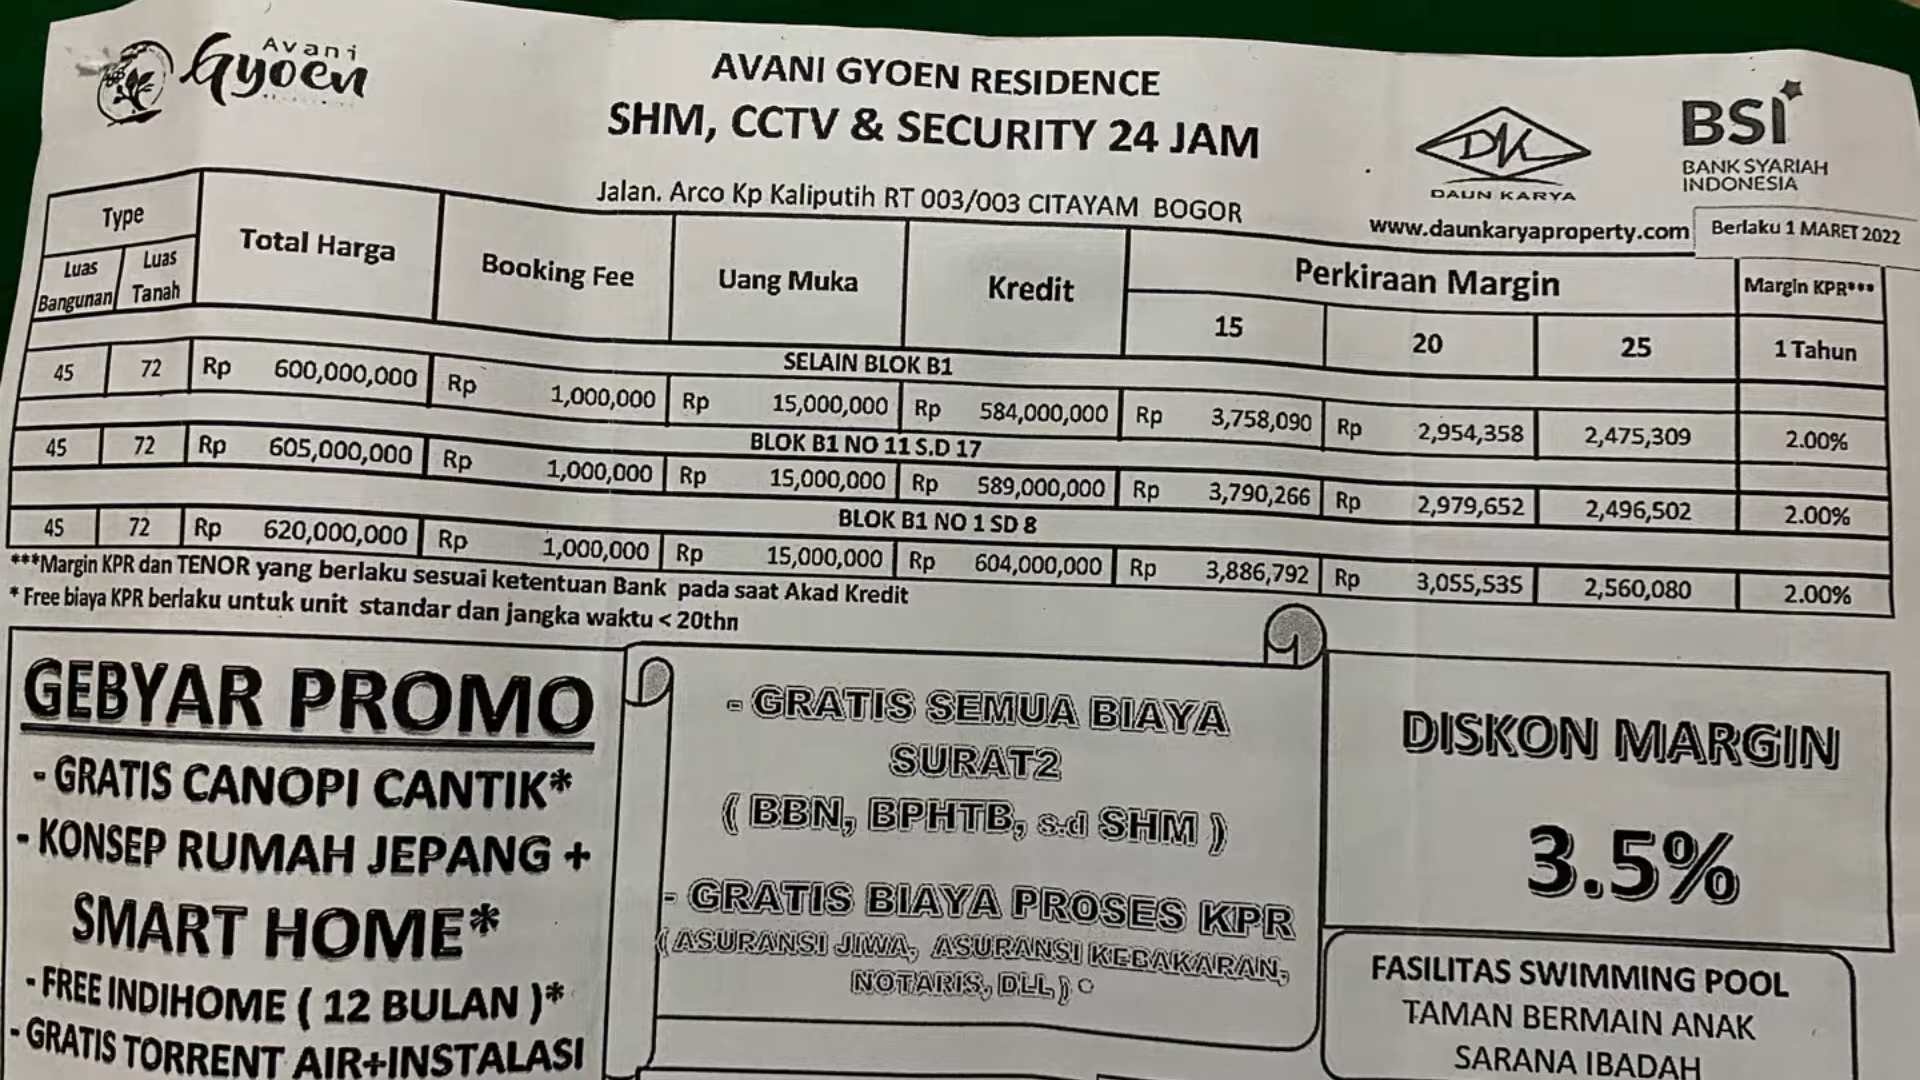 Avani
Gyoen
AVANI GYOEN RESIDENCE
SHM, CCTV & SECURITY 24 JAM
Jalan. Arco Kp Kaliputih RT 003/003 CITAYAM BOGOR
DK
DAUN KARYA
BSI
BANK SYARIAH
INDONESIA
www.daunkaryaproperty.com
Berlaku 1 MARET 2022
Type Total Harga Booking Fee Uang Muka Kredit Perkiraan Margin Margin KPR***
Luas Bangunan Luas Tanah 15 20 25 1 Tahun
SELAIN BLOK B1
45 72 Rp 600,000,000 Rp 1,000,000 Rp 15,000,000 Rp 584,000,000 Rp 3,758,090 Rp 2,954,358 2,475,309 2.00%
BLOK B1 NO 11 S.D 17
45 72 Rp 605,000,000 Rp 1,000,000 Rp 15,000,000 Rp 589,000,000 Rp 3,790,266 Rp 2,979,652 2,496,502 2.00%
BLOK B1 NO 1 SD 8
45 72 Rp 620,000,000 Rp 1,000,000 Rp 15,000,000 Rp 604,000,000 Rp 3,886,792 Rp 3,055,535 2,560,080 2.00%
***Margin KPR dan TENOR yang berlaku sesuai ketentuan Bank pada saat Akad Kredit
* Free biaya KPR berlaku untuk unit standar dan jangka waktu < 20thn
GEBYAR PROMO
- GRATIS CANOPI CANTIK*
- KONSEP RUMAH JEPANG +
SMART HOME*
- FREE INDIHOME ( 12 BULAN )*
- GRATIS TORRENT AIR+INSTALASI
- GRATIS SEMUA BIAYA
SURAT2
( BBN, BPHTB, s.d SHM )
- GRATIS BIAYA PROSES KPR
( ASURANSI JIWA, ASURANSI KEBAKARAN,
NOTARIS, DLL )
DISKON MARGIN
3.5%
FASILITAS SWIMMING POOL
TAMAN BERMAIN ANAK
SARANA IBADAH